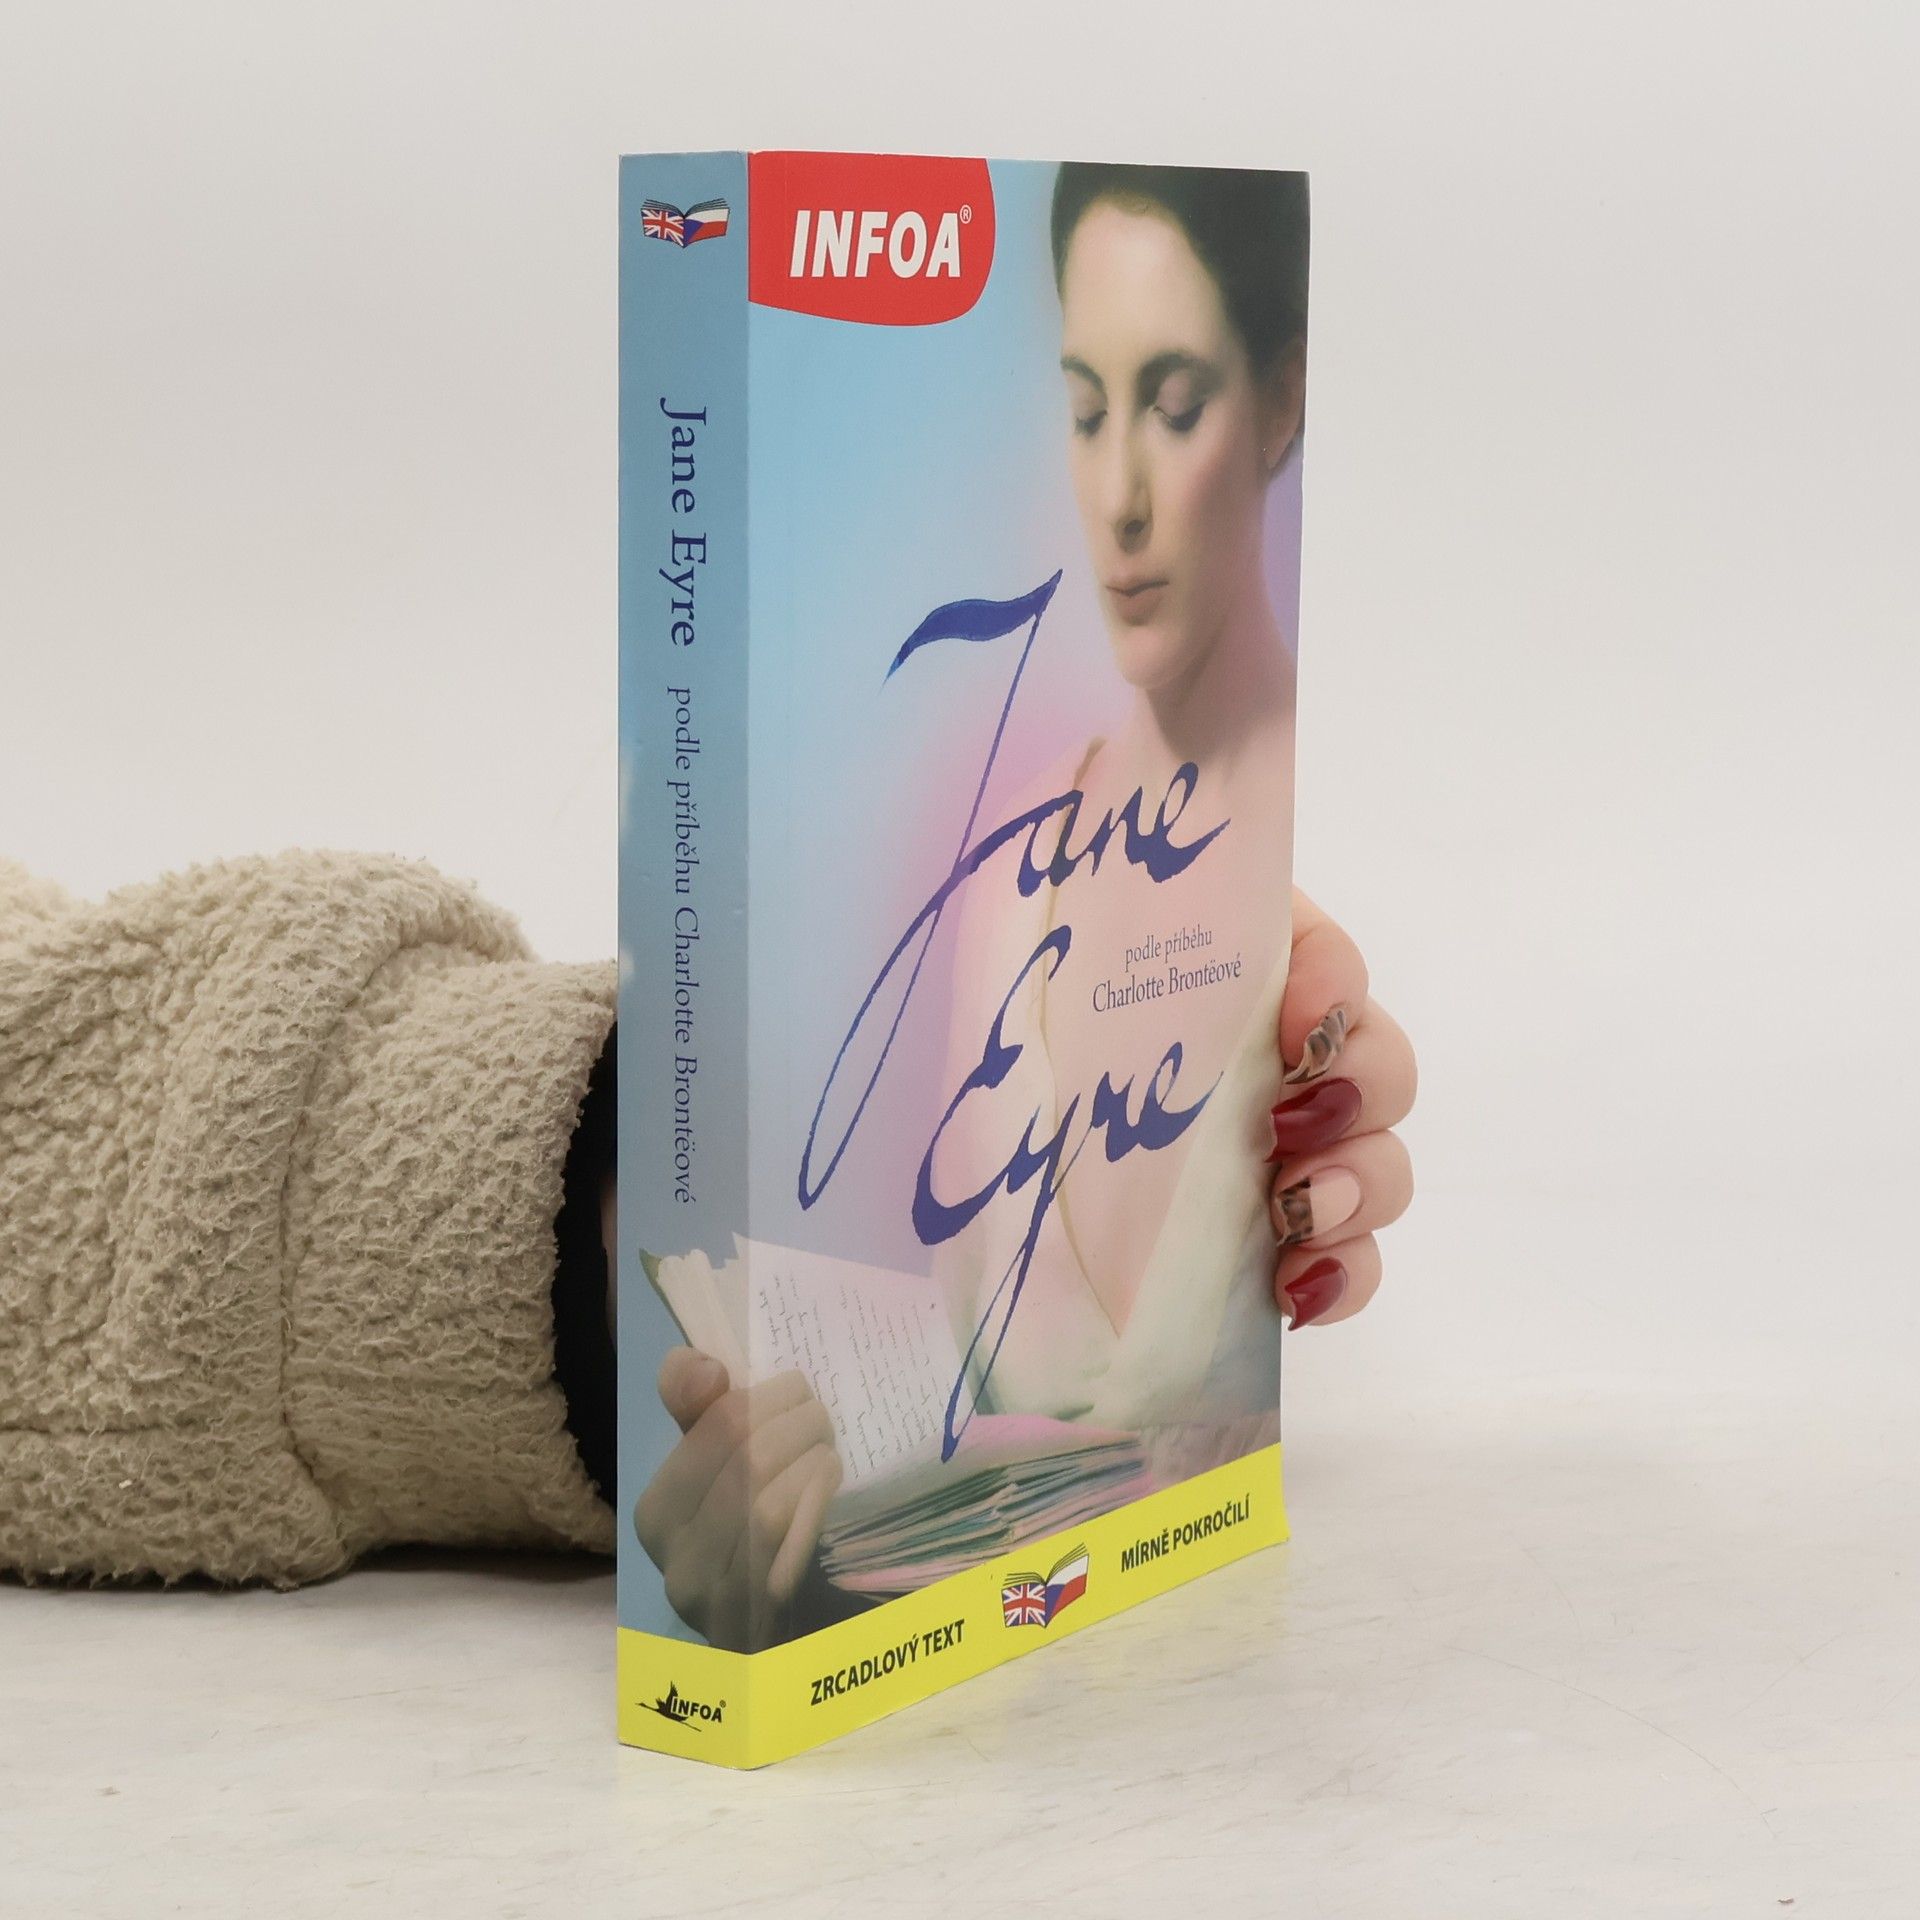 Jane Eyre podle příběhu Charlotte Brontëové
INFOA®
INFOA®
Jane
podle příběhu
Charlotte Brontëové
Eyre
ZRCADLOVÝ TEXT
MÍRNĚ POKROČILÍ